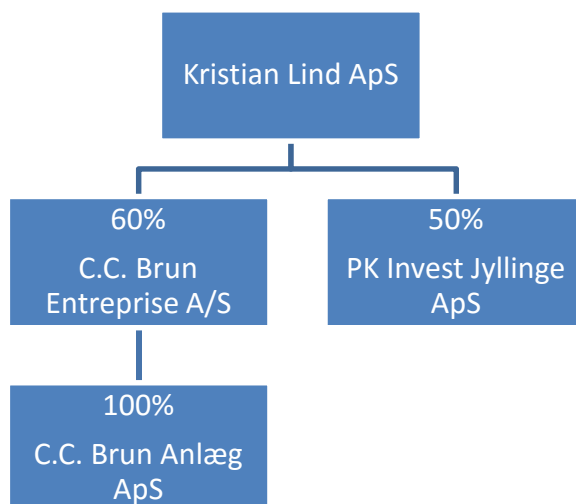 Kristian Lind ApS
60%
C.C. Brun
Entreprise A/S
50%
PK Invest Jyllinge
ApS
100%
C.C. Brun Anlæg
ApS